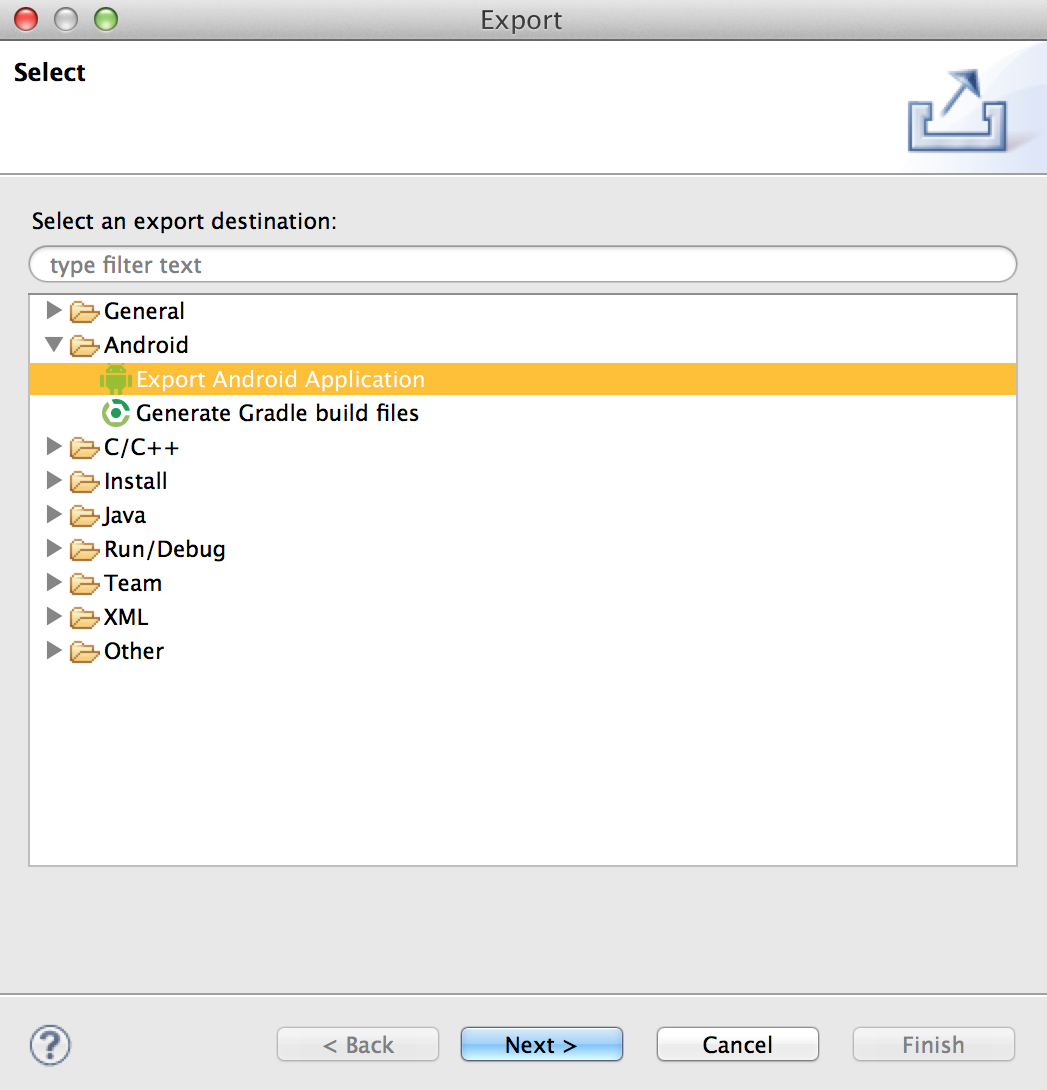 Export
Select
Select an export destination:
type filter text
General
Android
Export Android Application
Generate Gradle build files
C/C++
Install
Java
Run/Debug
Team
XML
Other
?
< Back
Next >
Cancel
Finish